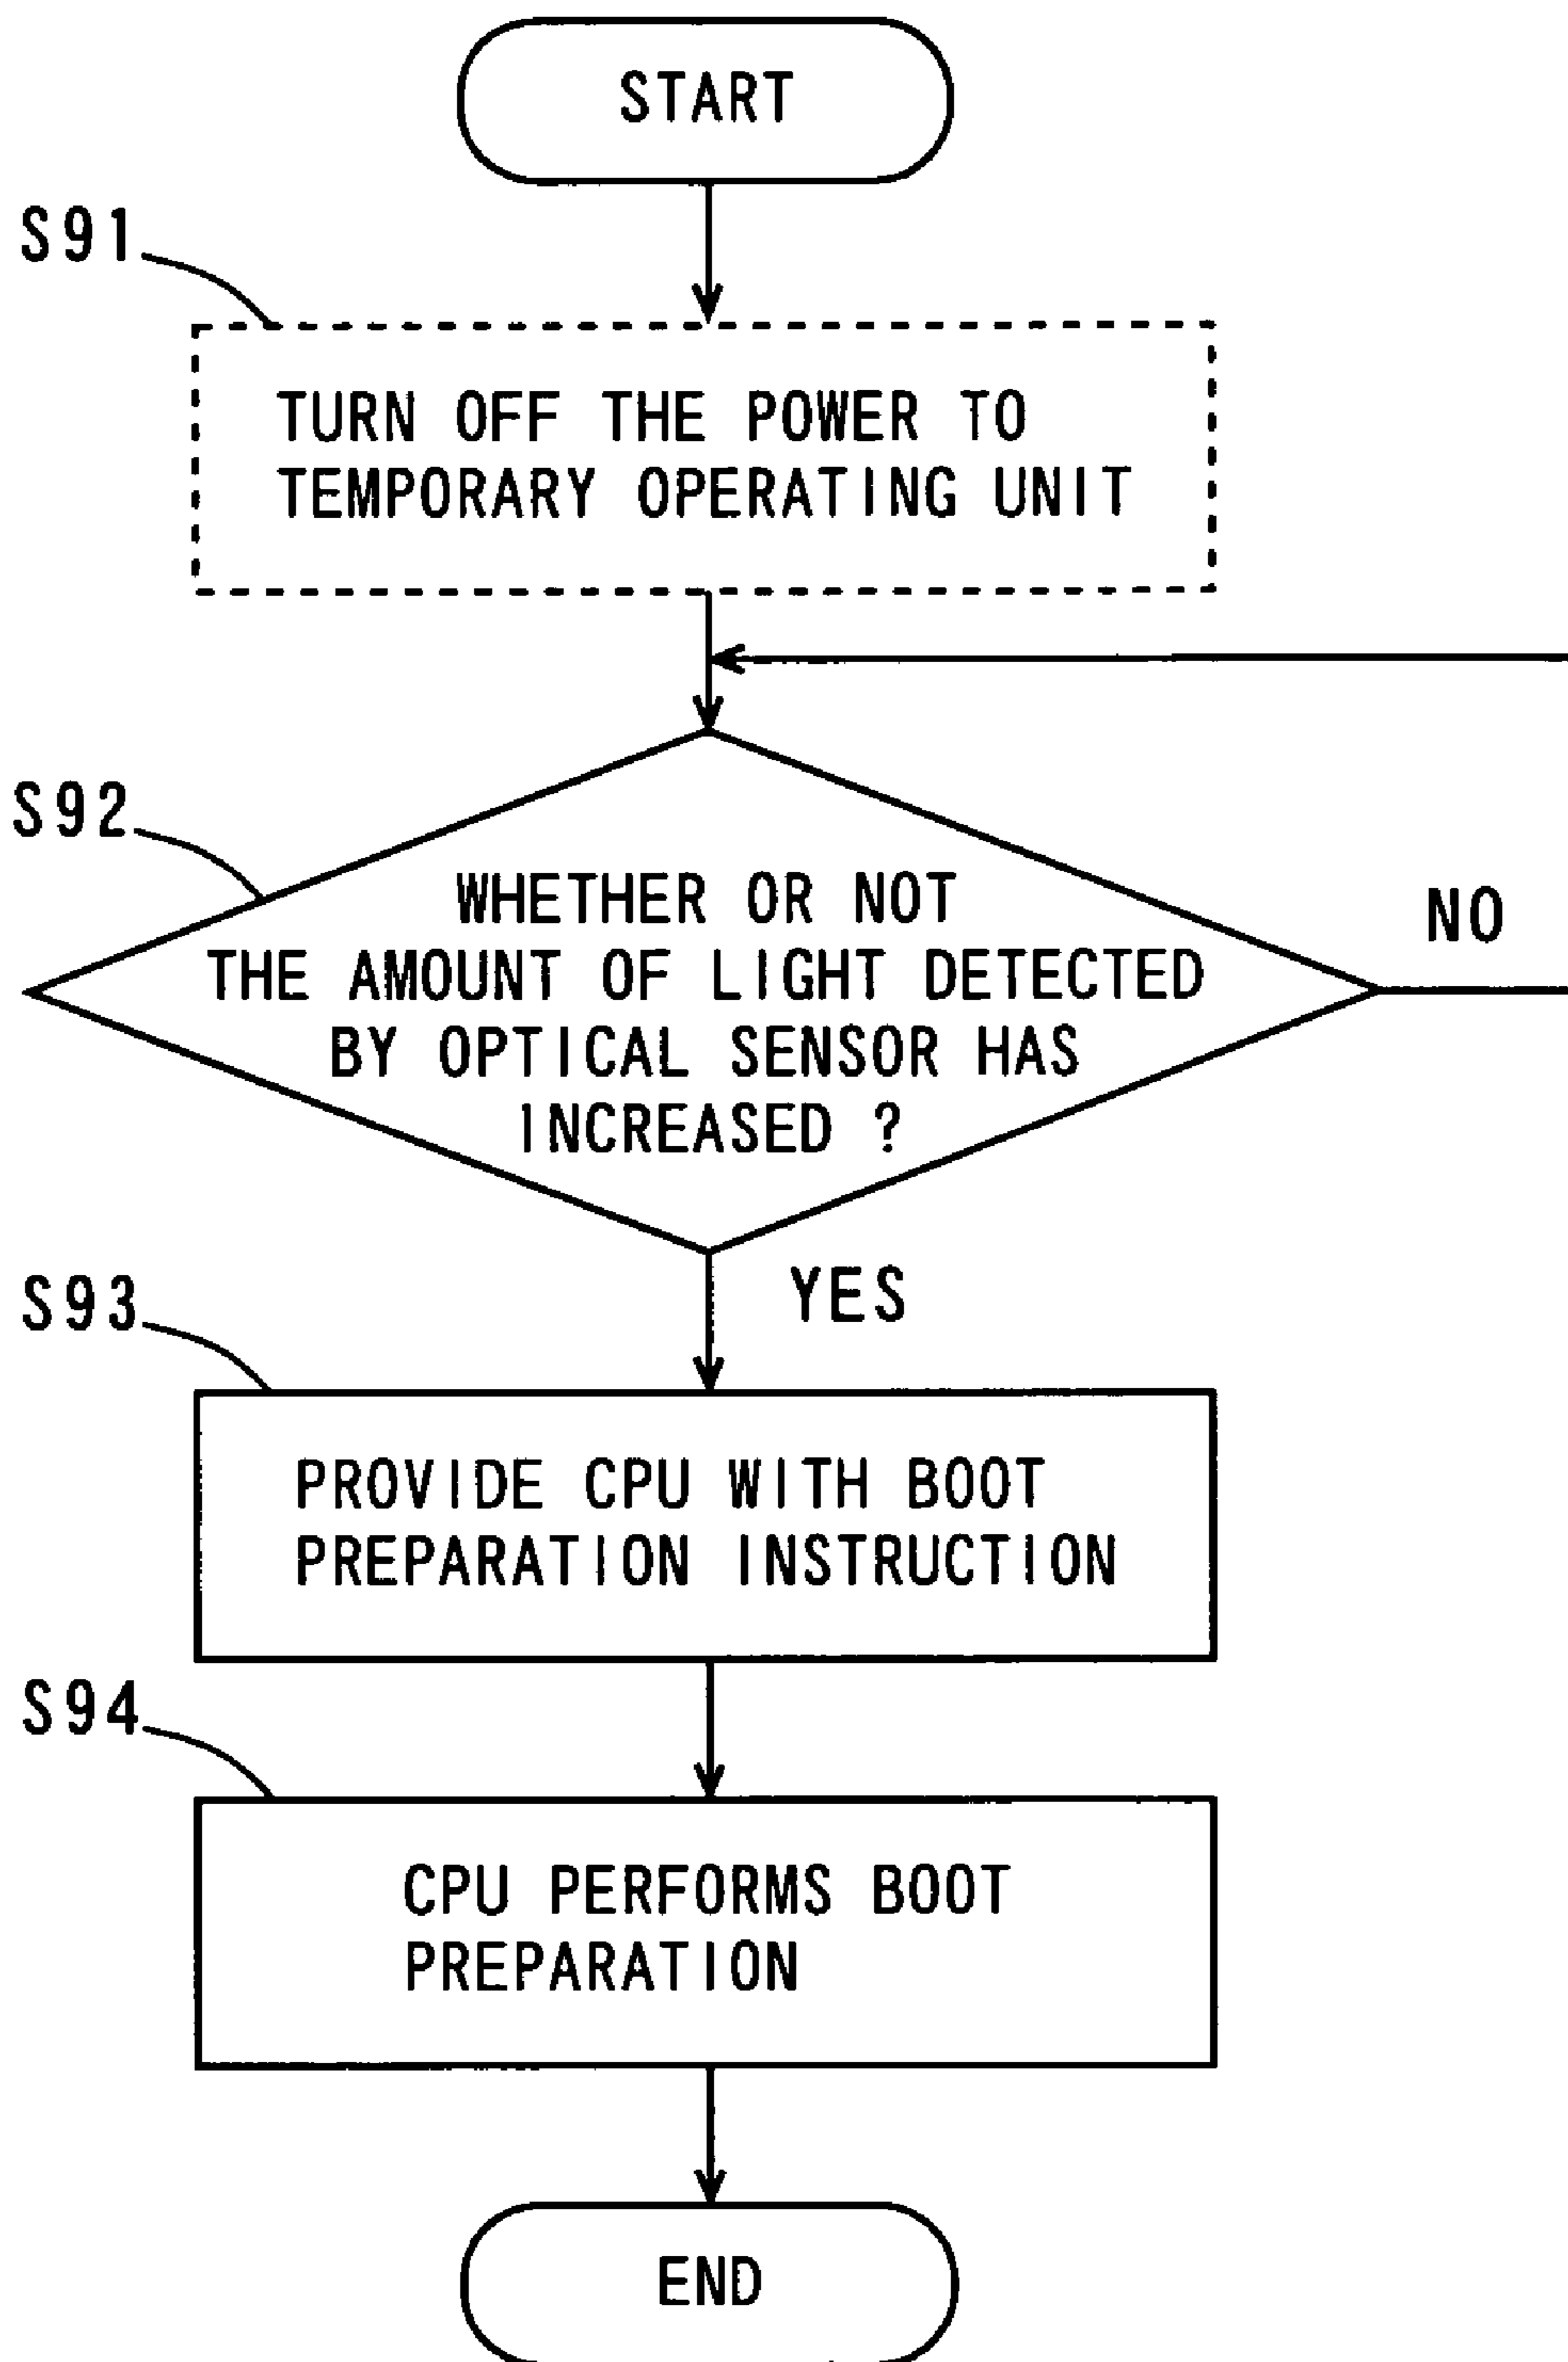 START
S91
TURN OFF THE POWER TO
TEMPORARY OPERATING UNIT
S92
WHETHER OR NOT
THE AMOUNT OF LIGHT DETECTED
BY OPTICAL SENSOR HAS
INCREASED ?
NO
YES
S93
PROVIDE CPU WITH BOOT
PREPARATION INSTRUCTION
S94
CPU PERFORMS BOOT
PREPARATION
END